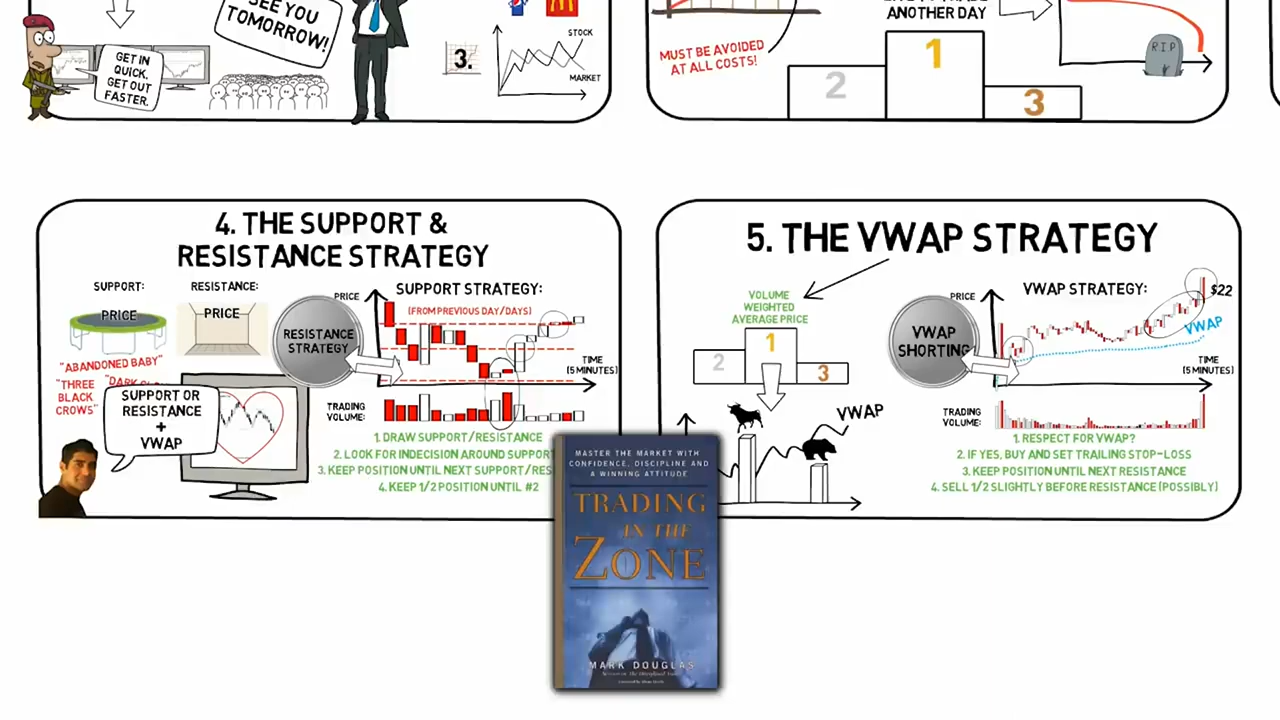 SEE YOU
TOMORROW!
GET IN
QUICK,
GET OUT
FASTER.
3.
STOCK
MARKET
MUST BE AVOIDED
AT ALL COSTS!
ANOTHER DAY
2
1
3
R.I.P
4. THE SUPPORT &
RESISTANCE STRATEGY
SUPPORT:
PRICE
RESISTANCE:
PRICE
"ABANDONED BABY"
"THREE
BLACK
CROWS"
SUPPORT OR
RESISTANCE
+
VWAP
RESISTANCE
STRATEGY
PRICE
SUPPORT STRATEGY:
(FROM PREVIOUS DAY/DAYS)
TIME
(5 MINUTES)
TRADING
VOLUME:
1. DRAW SUPPORT/RESISTANCE
2. LOOK FOR INDECISION AROUND SUPPORT
3. KEEP POSITION UNTIL NEXT SUPPORT/RES
4. KEEP 1/2 POSITION UNTIL #2
5. THE VWAP STRATEGY
VOLUME
WEIGHTED
AVERAGE PRICE
2
1
3
VWAP
VWAP
SHORTING
PRICE
VWAP STRATEGY:
$22
VWAP
TIME
(5 MINUTES)
TRADING
VOLUME:
1. RESPECT FOR VWAP?
2. IF YES, BUY AND SET TRAILING STOP-LOSS
3. KEEP POSITION UNTIL NEXT RESISTANCE
4. SELL 1/2 SLIGHTLY BEFORE RESISTANCE (POSSIBLY)
MASTER THE MARKET WITH
CONFIDENCE, DISCIPLINE AND
A WINNING ATTITUDE
TRADING
IN THE
ZONE
MARK DOUGLAS